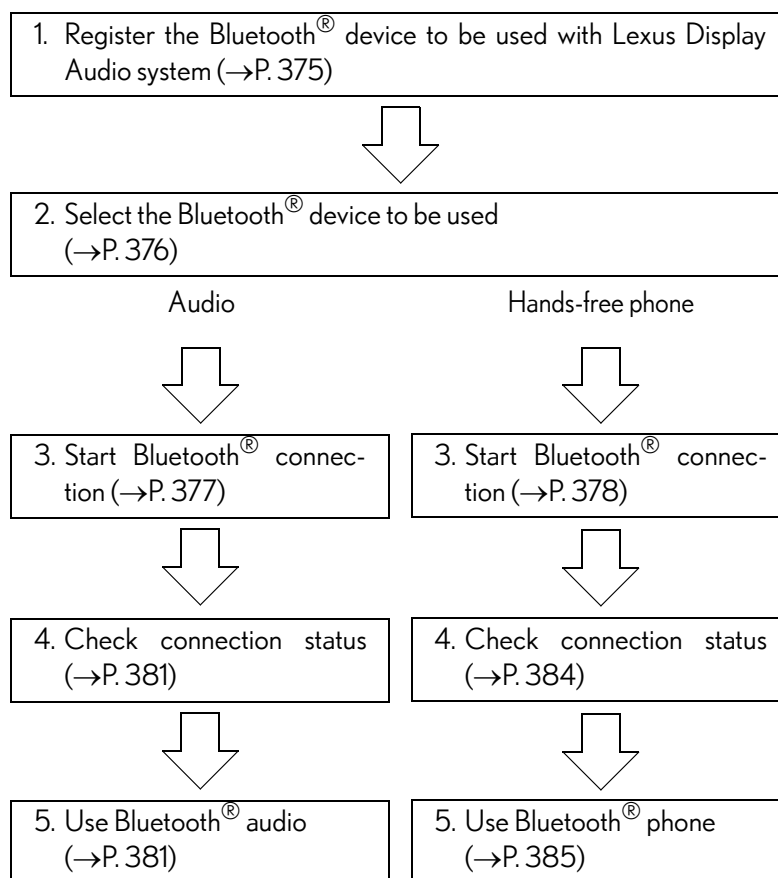 1. Register the Bluetooth® device to be used with Lexus Display
Audio system (→P. 375)
2. Select the Bluetooth® device to be used
(→P. 376)
Audio
Hands-free phone
3. Start Bluetooth® connec-
tion (→P. 377)
3. Start Bluetooth® connec-
tion (→P. 378)
4. Check connection status
(→P. 381)
4. Check connection status
(→P. 384)
5. Use Bluetooth® audio
(→P. 381)
5. Use Bluetooth® phone
(→P. 385)